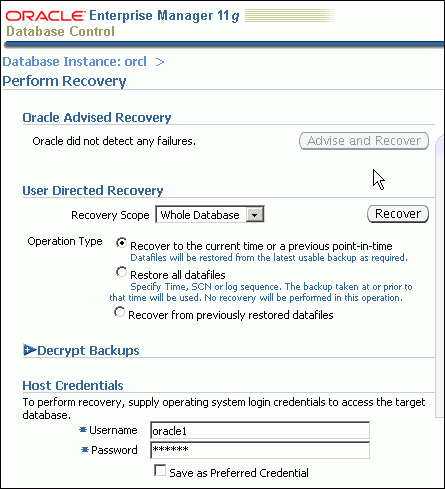 ORACLE Enterprise Manager 11g
Database Control
Database Instance: orcl >
Perform Recovery
Oracle Advised Recovery
Oracle did not detect any failures. Advise and Recover
User Directed Recovery
Recovery Scope Whole Database Recover
Operation Type Recover to the current time or a previous point-in-time
Datafiles will be restored from the latest usable backup as required.
Restore all datafiles
Specify Time, SCN or log sequence. The backup taken at or prior to
that time will be used. No recovery will be performed in this operation.
Recover from previously restored datafiles
Decrypt Backups
Host Credentials
To perform recovery, supply operating system login credentials to access the target
database.
* Username oracle1
* Password ******
Save as Preferred Credential